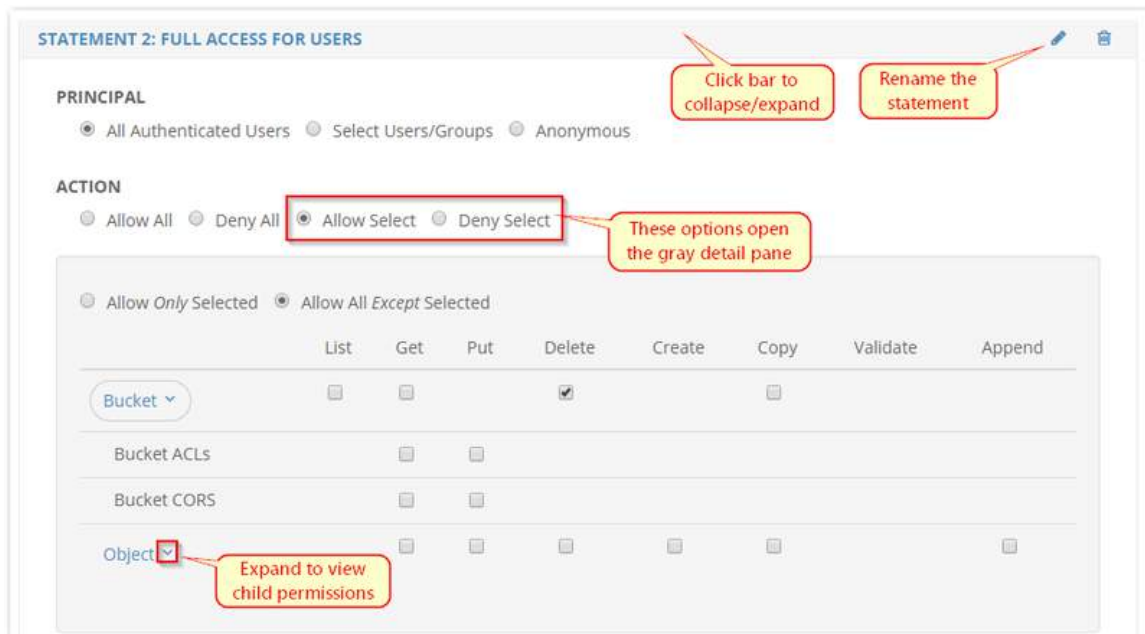 STATEMENT 2: FULL ACCESS FOR USERS
Click bar to
collapse/expand
Rename the
statement
PRINCIPAL
All Authenticated Users Select Users/Groups Anonymous
ACTION
Allow All Deny All Allow Select Deny Select
These options open
the gray detail pane
Allow Only Selected Allow All Except Selected
List Get Put Delete Create Copy Validate Append
Bucket
Bucket ACLs
Bucket CORS
Object
Expand to view
child permissions